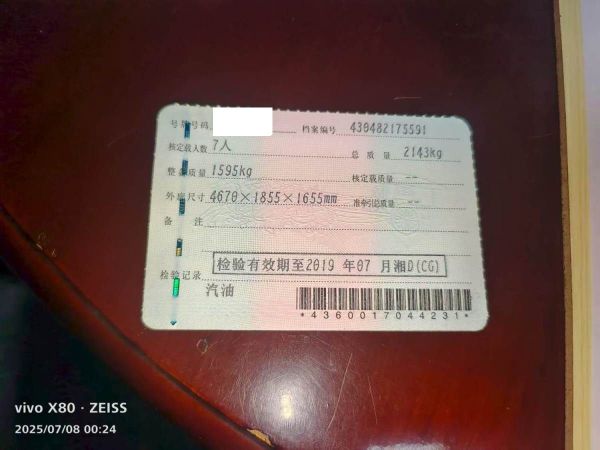 号牌号码 档案编号 430482175591
核定载人数 7人 总质量 2143kg
整备质量 1595kg 核定载质量 --
外廓尺寸 4670×1855×1655mm 准牵引总质量 --
备注
检验记录 检验有效期至2019年07月湘D(CG)
汽油
*4360017044231*
vivo X80 · ZEISS
2025/07/08 00:24